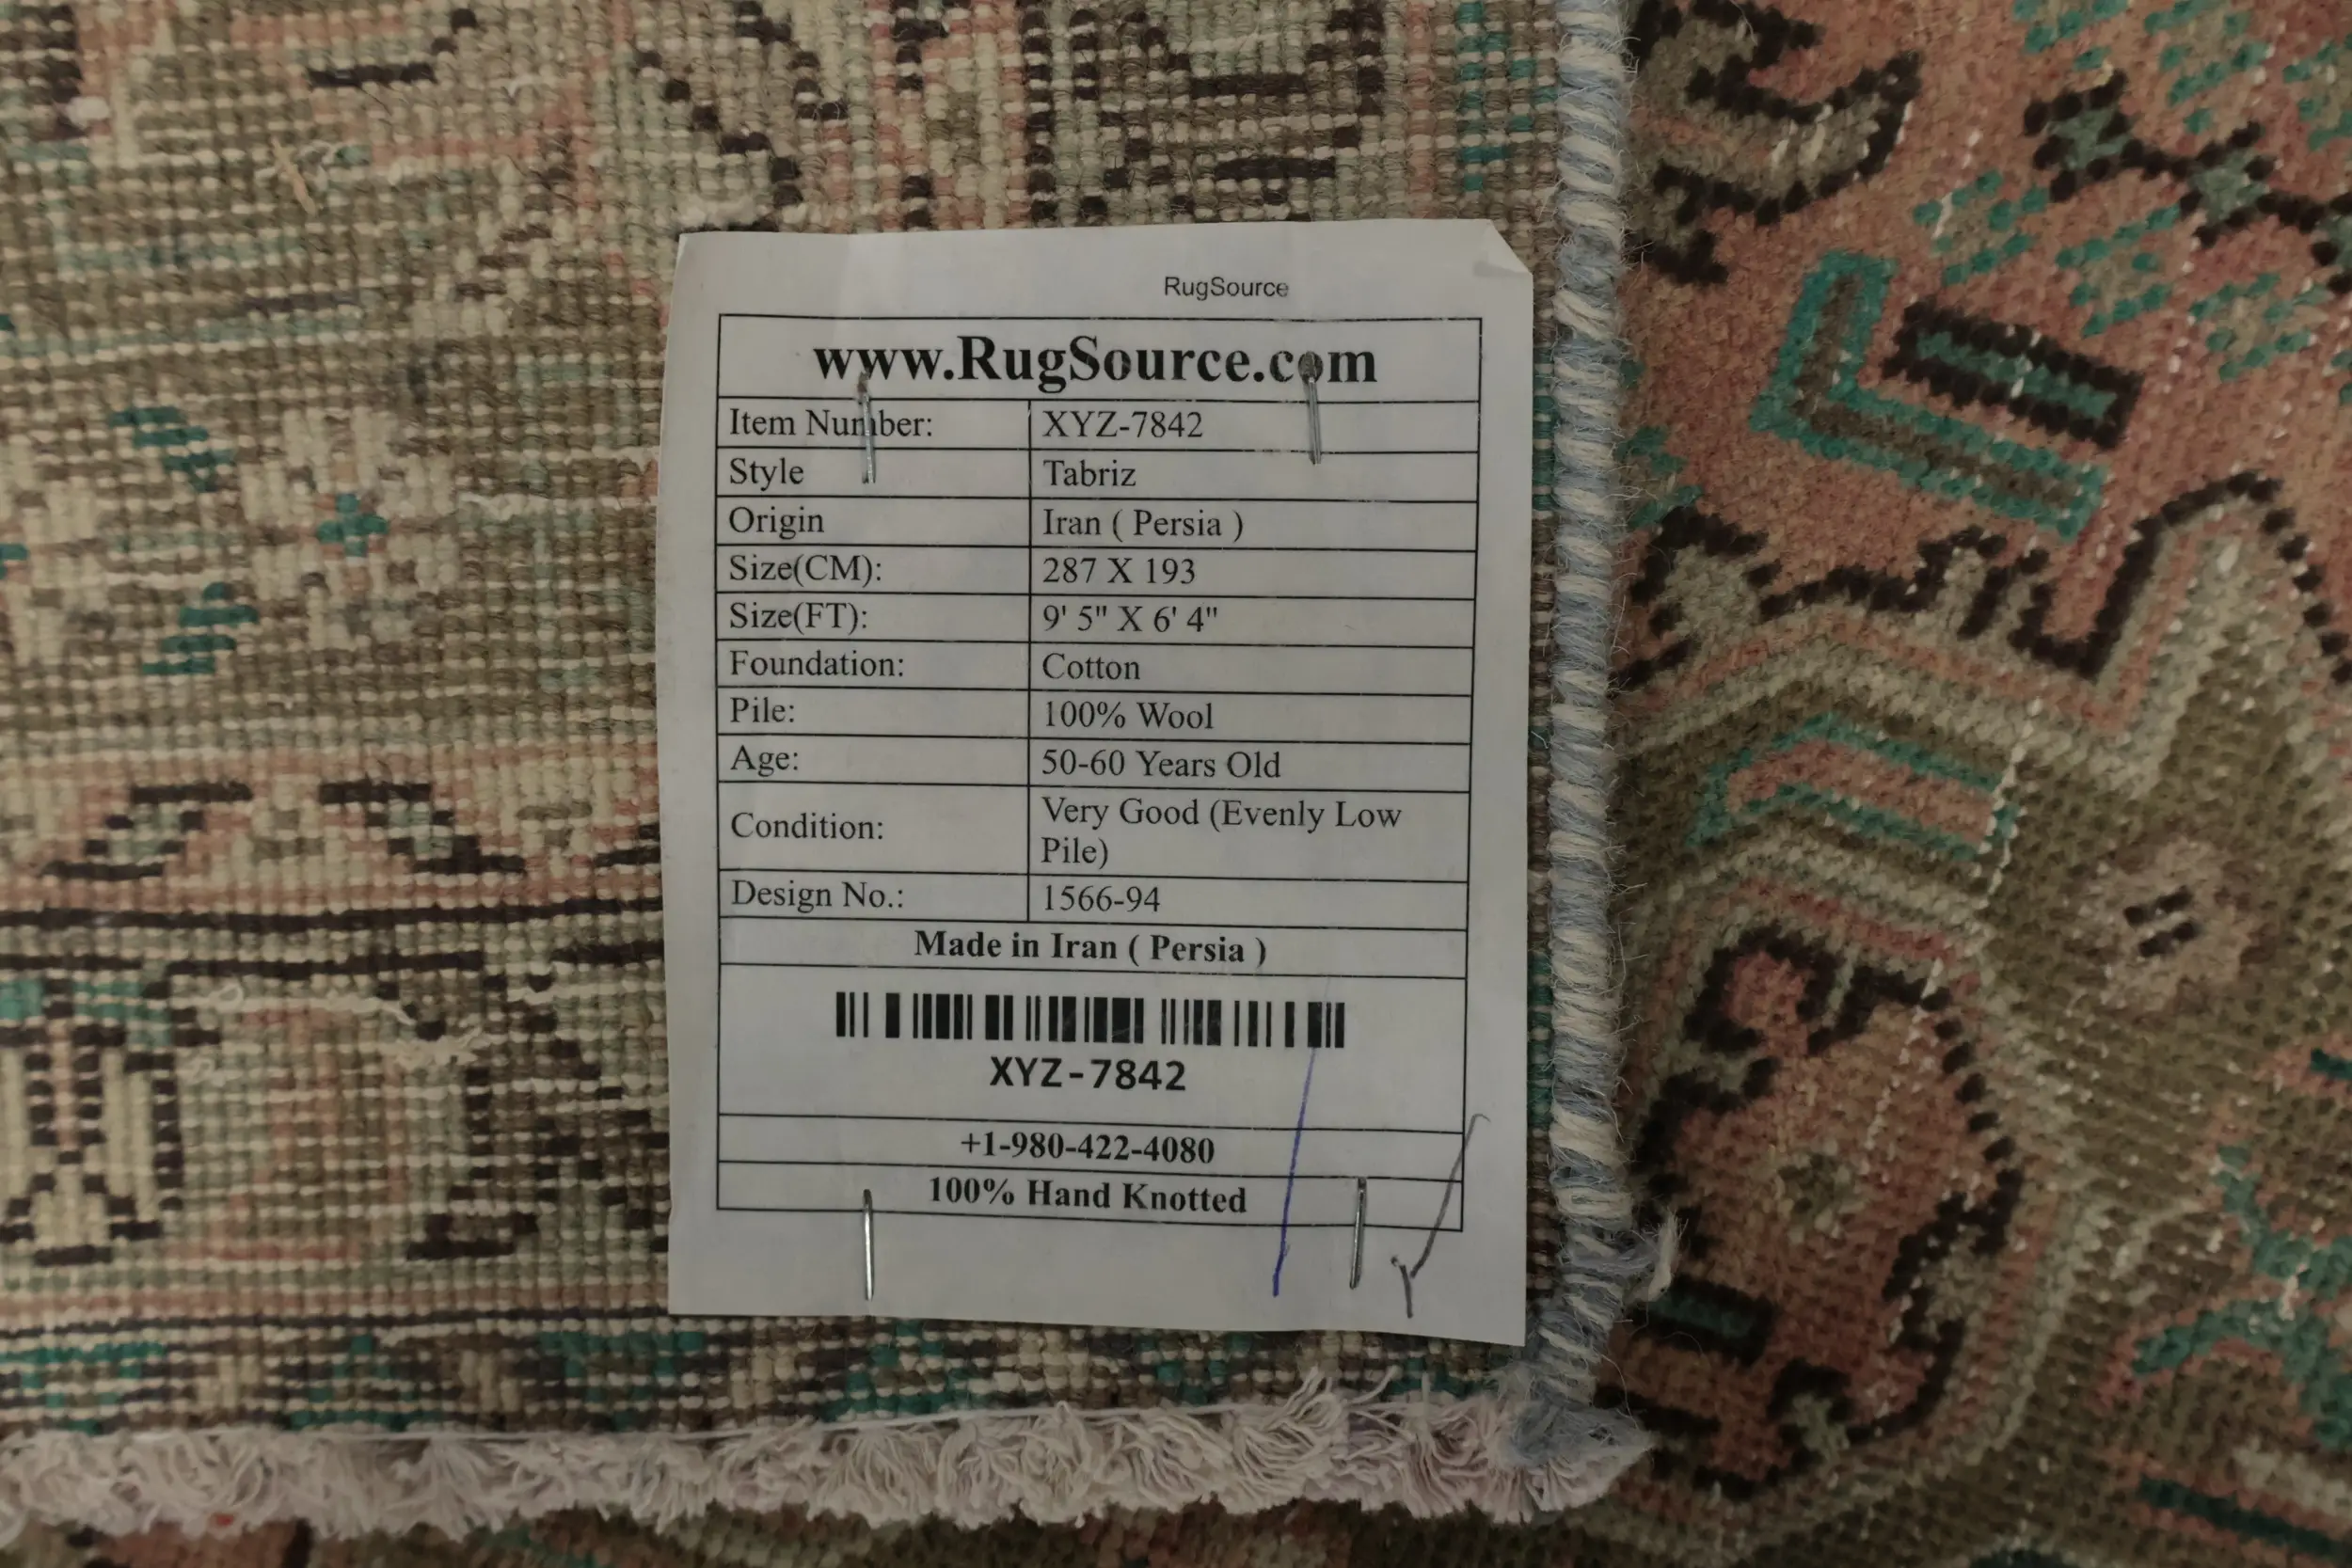 RugSource
www.RugSource.com
Item Number: XYZ-7842
Style Tabriz
Origin Iran ( Persia )
Size(CM): 287 X 193
Size(FT): 9' 5" X 6' 4"
Foundation: Cotton
Pile: 100% Wool
Age: 50-60 Years Old
Condition: Very Good (Evenly Low
Pile)
Design No.: 1566-94
Made in Iran ( Persia )
XYZ-7842
+1-980-422-4080
100% Hand Knotted